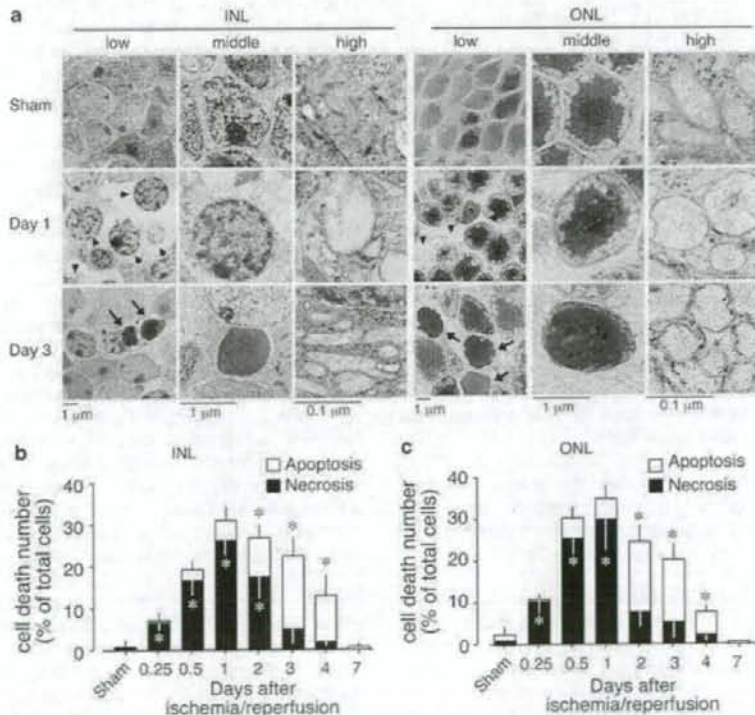 a
INL ONL
low middle high low middle high
Sham
Day 1
Day 3
1 μm 1 μm 0.1 μm 1 μm 1 μm 0.1 μm
b INL
Apoptosis
Necrosis
cell death number
(% of total cells)
40
30
20
10
0
* * * * * * *
Sham 0.25 0.5 1 2 3 4 7
Days after
ischemia/reperfusion
c ONL
Apoptosis
Necrosis
cell death number
(% of total cells)
40
30
20
10
0
* * * * * *
Sham 0.25 0.5 1 2 3 4 7
Days after
ischemia/reperfusion